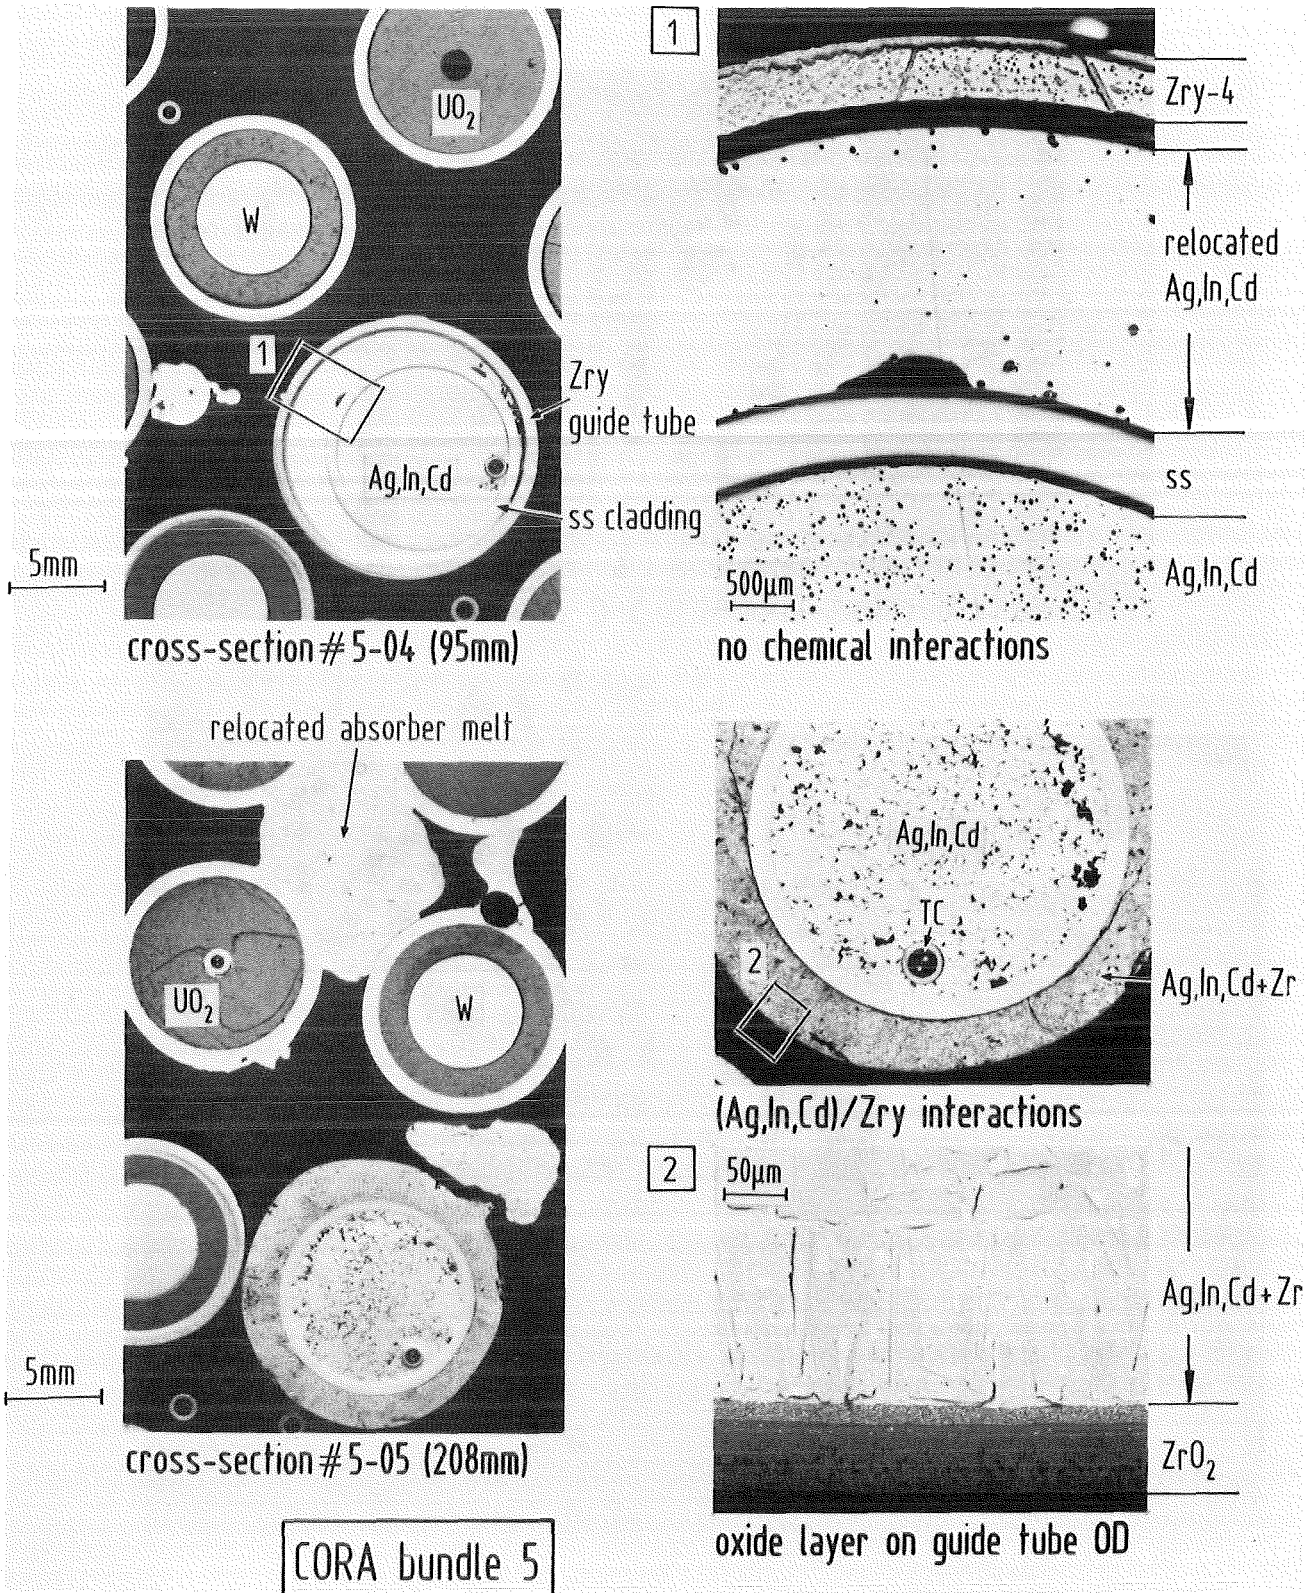 1
UO2
W
1
Zry
guide tube
Ag,In,Cd
ss cladding
5mm
cross-section # 5-04 (95mm)
Zry-4
relocated
Ag,In,Cd
ss
Ag,In,Cd
500µm
no chemical interactions
relocated absorber melt
UO2
W
5mm
cross-section # 5-05 (208mm)
Ag,In,Cd
TC
2
Ag,In,Cd+Zr
(Ag,In,Cd)/Zry interactions
2
50µm
Ag,In,Cd+Zr
ZrO2
oxide layer on guide tube OD
CORA bundle 5